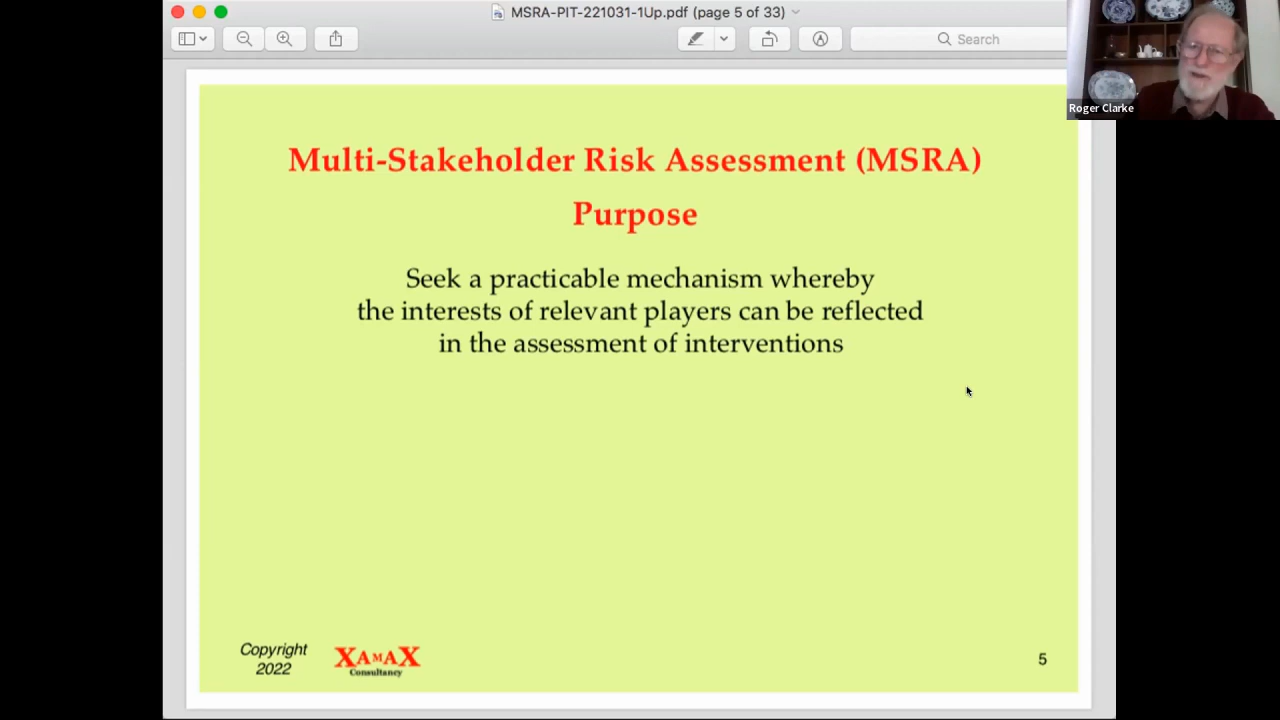 MSRA-PIT-221031-1Up.pdf (page 5 of 33)
Search
Roger Clarke
Multi-Stakeholder Risk Assessment (MSRA)
Purpose
Seek a practicable mechanism whereby
the interests of relevant players can be reflected
in the assessment of interventions
Copyright
2022
XAMAX
Consultancy
5